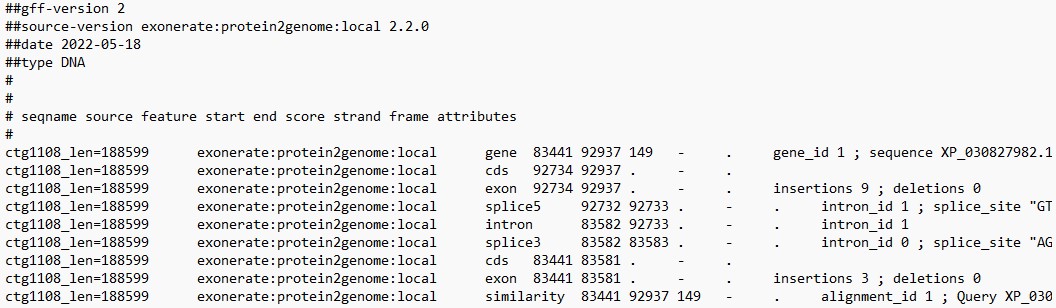 ##gff-version 2
##source-version exonerate:protein2genome:local 2.2.0
##date 2022-05-18
##type DNA
#
#
# seqname source feature start end score strand frame attributes
#
ctg1108_len=188599 exonerate:protein2genome:local gene 83441 92937 149 - . gene_id 1 ; sequence XP_030827982.1
ctg1108_len=188599 exonerate:protein2genome:local cds 92734 92937 . - .
ctg1108_len=188599 exonerate:protein2genome:local exon 92734 92937 . - . insertions 9 ; deletions 0
ctg1108_len=188599 exonerate:protein2genome:local splice5 92732 92733 . - . intron_id 1 ; splice_site "GT
ctg1108_len=188599 exonerate:protein2genome:local intron 83582 92733 . - . intron_id 1
ctg1108_len=188599 exonerate:protein2genome:local splice3 83582 83583 . - . intron_id 0 ; splice_site "AG
ctg1108_len=188599 exonerate:protein2genome:local cds 83441 83581 . - .
ctg1108_len=188599 exonerate:protein2genome:local exon 83441 83581 . - . insertions 3 ; deletions 0
ctg1108_len=188599 exonerate:protein2genome:local similarity 83441 92937 149 - . alignment_id 1 ; Query XP_030